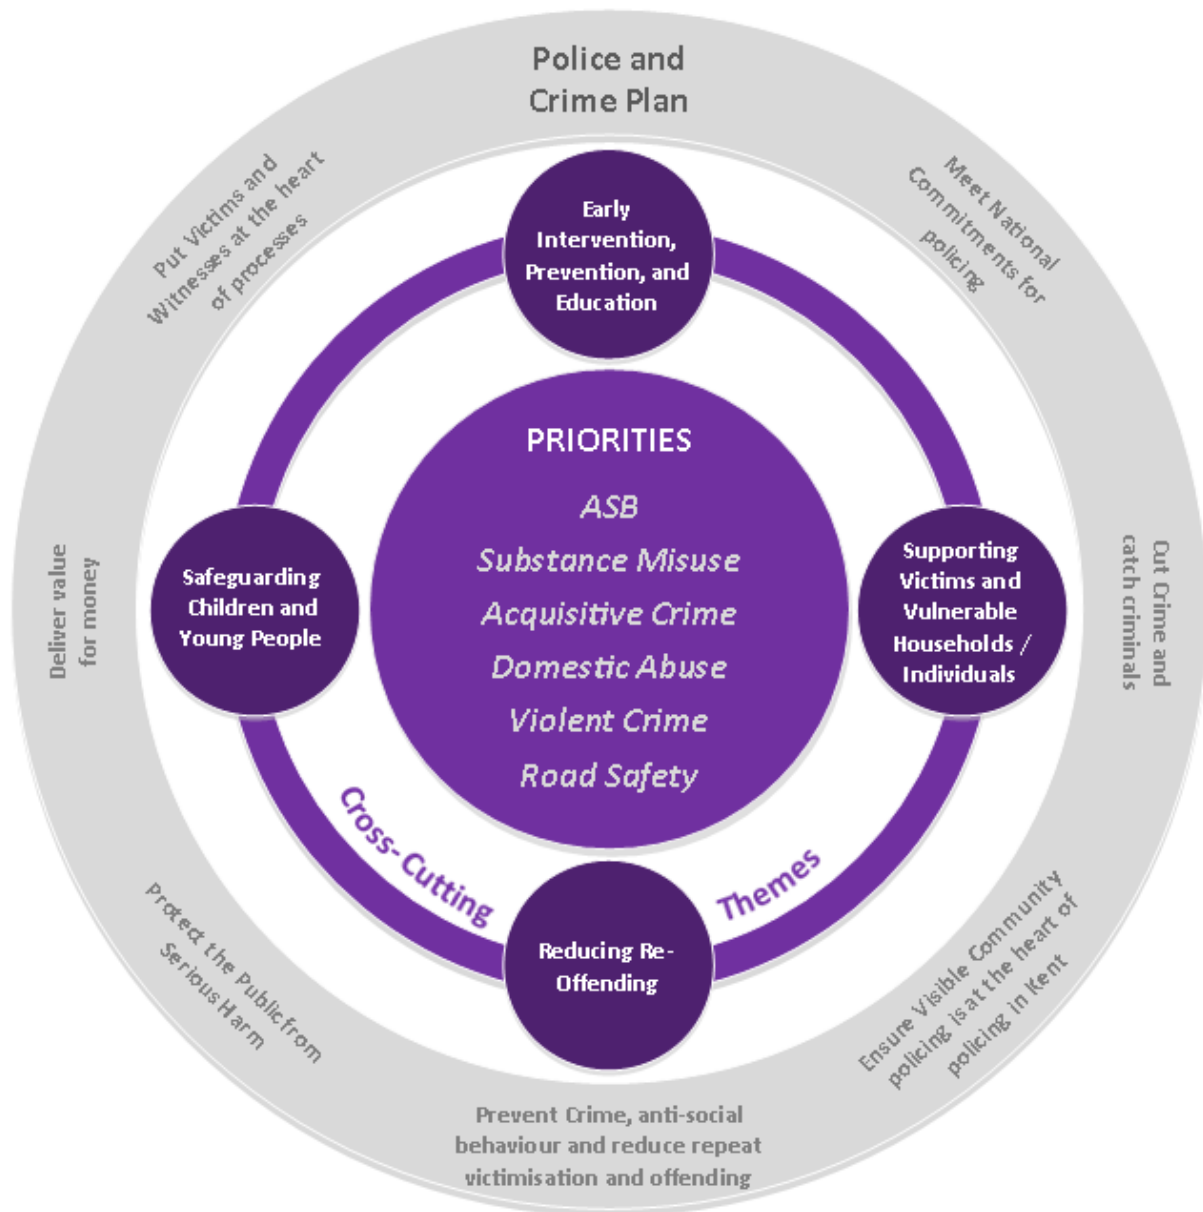 Police and
Crime Plan
Put Victims and
Witnesses at the heart
of processes
Meet National
Commitments for
policing
Early
Intervention,
Prevention, and
Education
PRIORITIES
ASB
Substance Misuse
Acquisitive Crime
Domestic Abuse
Violent Crime
Road Safety
Safeguarding
Children and
Young People
Supporting
Victims and
Vulnerable
Households /
Individuals
Deliver value
for money
Cut Crime and
catch criminals
Cross-Cutting
Themes
Reducing Re-
Offending
Protect the Public from
Serious Harm
Ensure Visible Community
policing is at the heart of
policing in Kent
Prevent Crime, anti-social
behaviour and reduce repeat
victimisation and offending